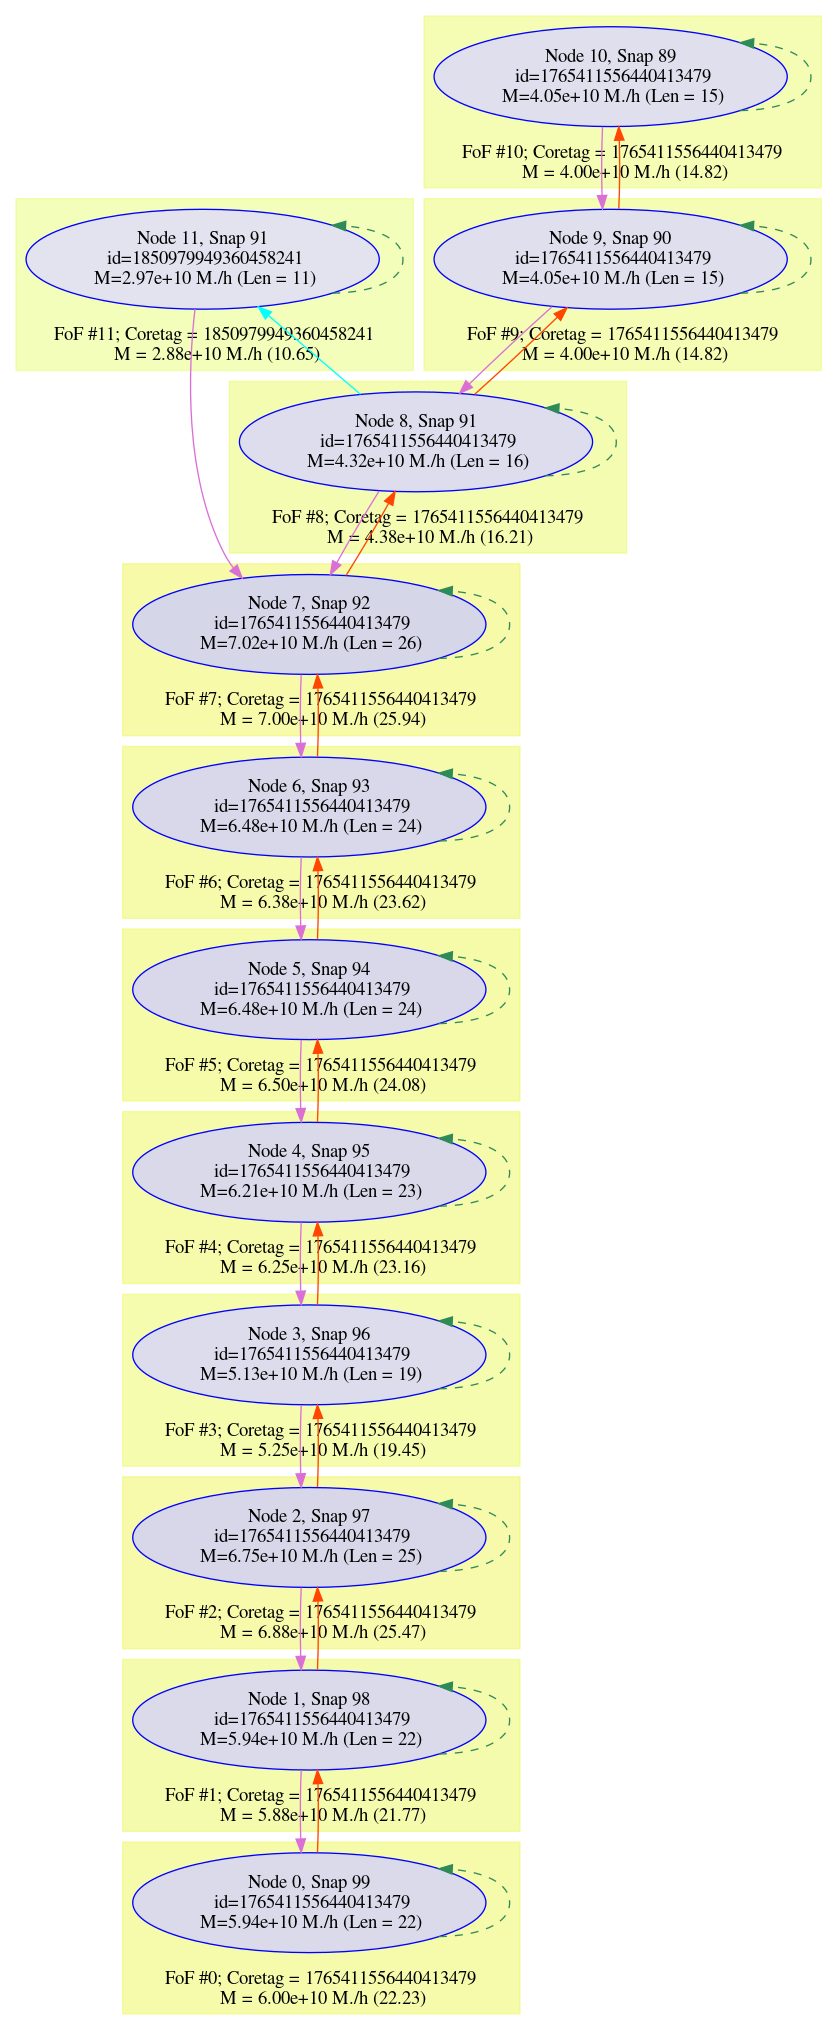 Node 10, Snap 89
id=1765411556440413479
M=4.05e+10 M./h (Len = 15)
FoF #10; Coretag = 1765411556440413479
M = 4.00e+10 M./h (14.82)
Node 11, Snap 91
id=1850979949360458241
M=2.97e+10 M./h (Len = 11)
FoF #11; Coretag = 1850979949360458241
M = 2.88e+10 M./h (10.65)
Node 9, Snap 90
id=1765411556440413479
M=4.05e+10 M./h (Len = 15)
FoF #9; Coretag = 1765411556440413479
M = 4.00e+10 M./h (14.82)
Node 8, Snap 91
id=1765411556440413479
M=4.32e+10 M./h (Len = 16)
FoF #8; Coretag = 1765411556440413479
M = 4.38e+10 M./h (16.21)
Node 7, Snap 92
id=1765411556440413479
M=7.02e+10 M./h (Len = 26)
FoF #7; Coretag = 1765411556440413479
M = 7.00e+10 M./h (25.94)
Node 6, Snap 93
id=1765411556440413479
M=6.48e+10 M./h (Len = 24)
FoF #6; Coretag = 1765411556440413479
M = 6.38e+10 M./h (23.62)
Node 5, Snap 94
id=1765411556440413479
M=6.48e+10 M./h (Len = 24)
FoF #5; Coretag = 1765411556440413479
M = 6.50e+10 M./h (24.08)
Node 4, Snap 95
id=1765411556440413479
M=6.21e+10 M./h (Len = 23)
FoF #4; Coretag = 1765411556440413479
M = 6.25e+10 M./h (23.16)
Node 3, Snap 96
id=1765411556440413479
M=5.13e+10 M./h (Len = 19)
FoF #3; Coretag = 1765411556440413479
M = 5.25e+10 M./h (19.45)
Node 2, Snap 97
id=1765411556440413479
M=6.75e+10 M./h (Len = 25)
FoF #2; Coretag = 1765411556440413479
M = 6.88e+10 M./h (25.47)
Node 1, Snap 98
id=1765411556440413479
M=5.94e+10 M./h (Len = 22)
FoF #1; Coretag = 1765411556440413479
M = 5.88e+10 M./h (21.77)
Node 0, Snap 99
id=1765411556440413479
M=5.94e+10 M./h (Len = 22)
FoF #0; Coretag = 1765411556440413479
M = 6.00e+10 M./h (22.23)